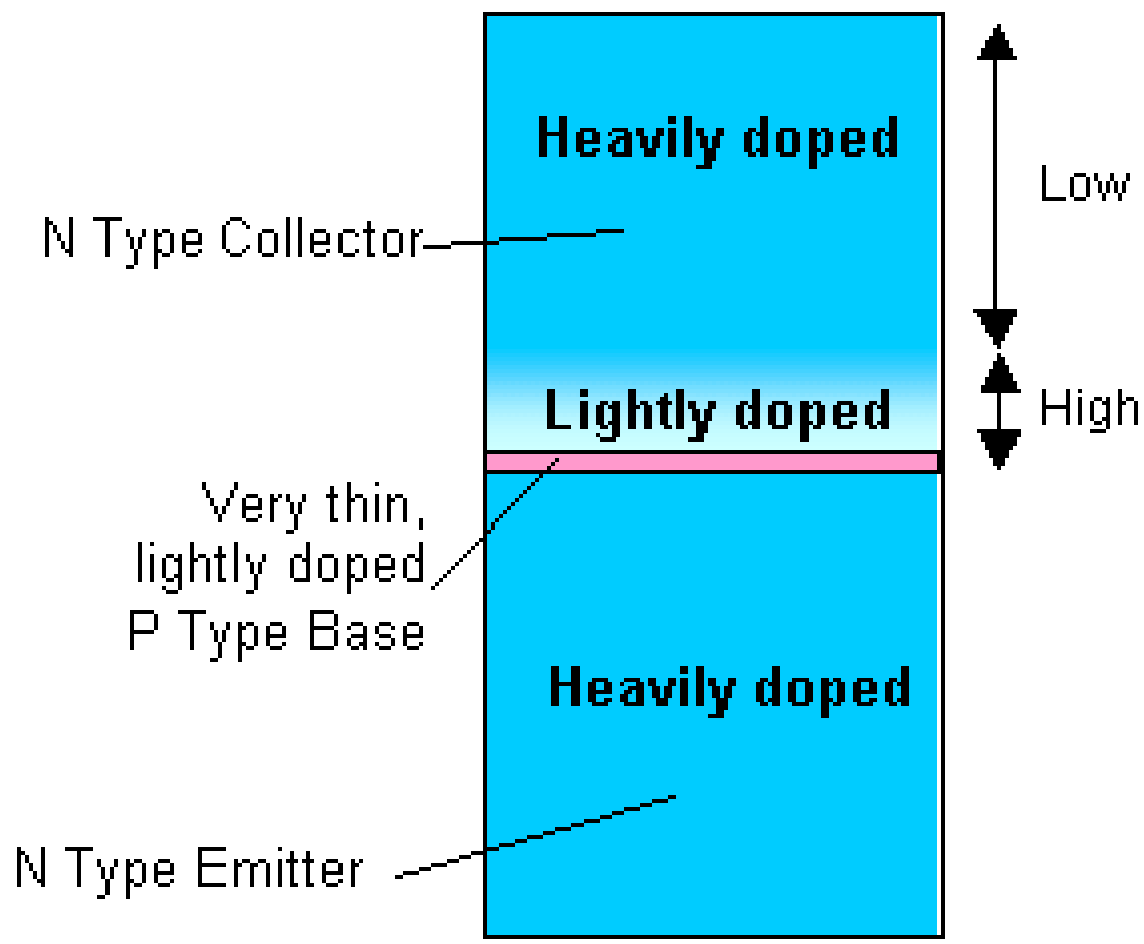 Heavily doped
Low
N Type Collector
Lightly doped
High
Very thin,
lightly doped
P Type Base
Heavily doped
N Type Emitter